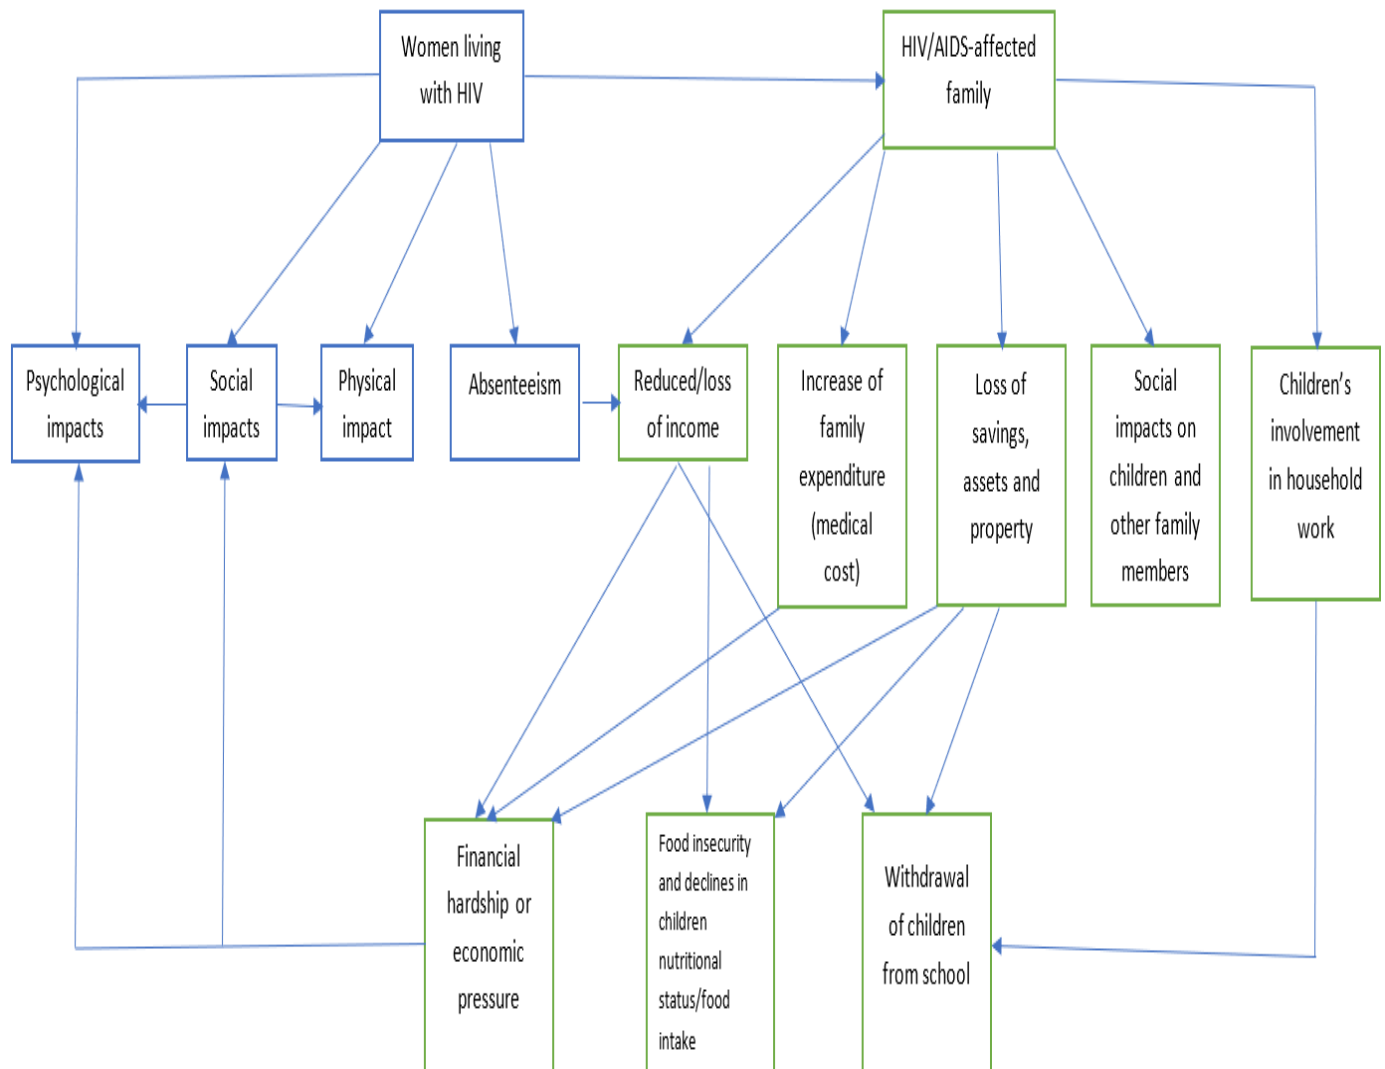 Women living
with HIV
HIV/AIDS-affected
family
Psychological
impacts
Social
impacts
Physical
impact
Absenteeism
Reduced/loss
of income
Increase of
family
expenditure
(medical
cost)
Loss of
savings,
assets and
property
Social
impacts on
children and
other family
members
Children’s
involvement
in household
work
Financial
hardship or
economic
pressure
Food insecurity
and declines in
children
nutritional
status/food
intake
Withdrawal
of children
from school